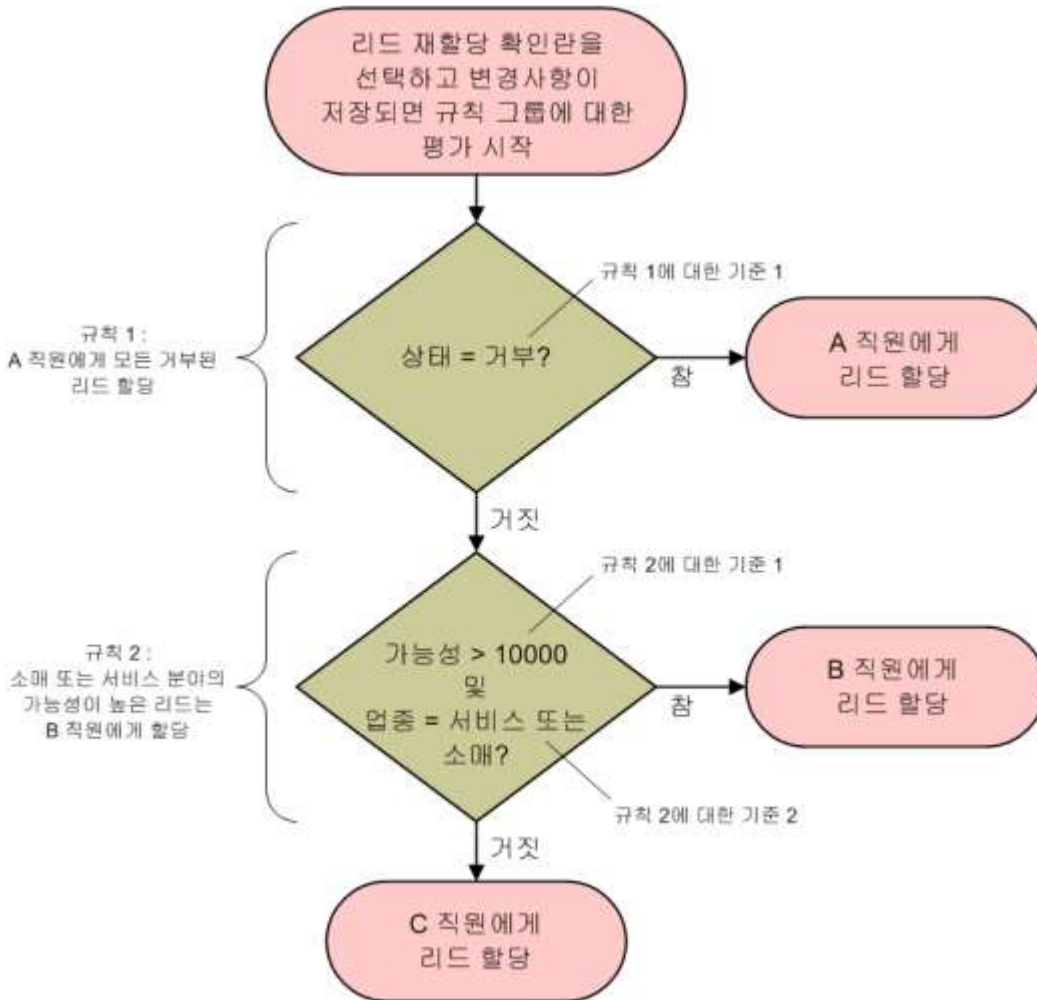 리드 재할당 확인란을
선택하고 변경사항이
저장되면 규칙 그룹에 대한
평가 시작
규칙 1에 대한 기준 1
규칙 1 :
A 직원에게 모든 거부된
리드 할당
상태 = 거부?
참
A 직원에게
리드 할당
거짓
규칙 2에 대한 기준 1
규칙 2 :
소매 또는 서비스 분야의
가능성이 높은 리드는
B 직원에게 할당
가능성 > 10000
및
업종 = 서비스 또는
소매?
참
B 직원에게
리드 할당
규칙 2에 대한 기준 2
거짓
C 직원에게
리드 할당